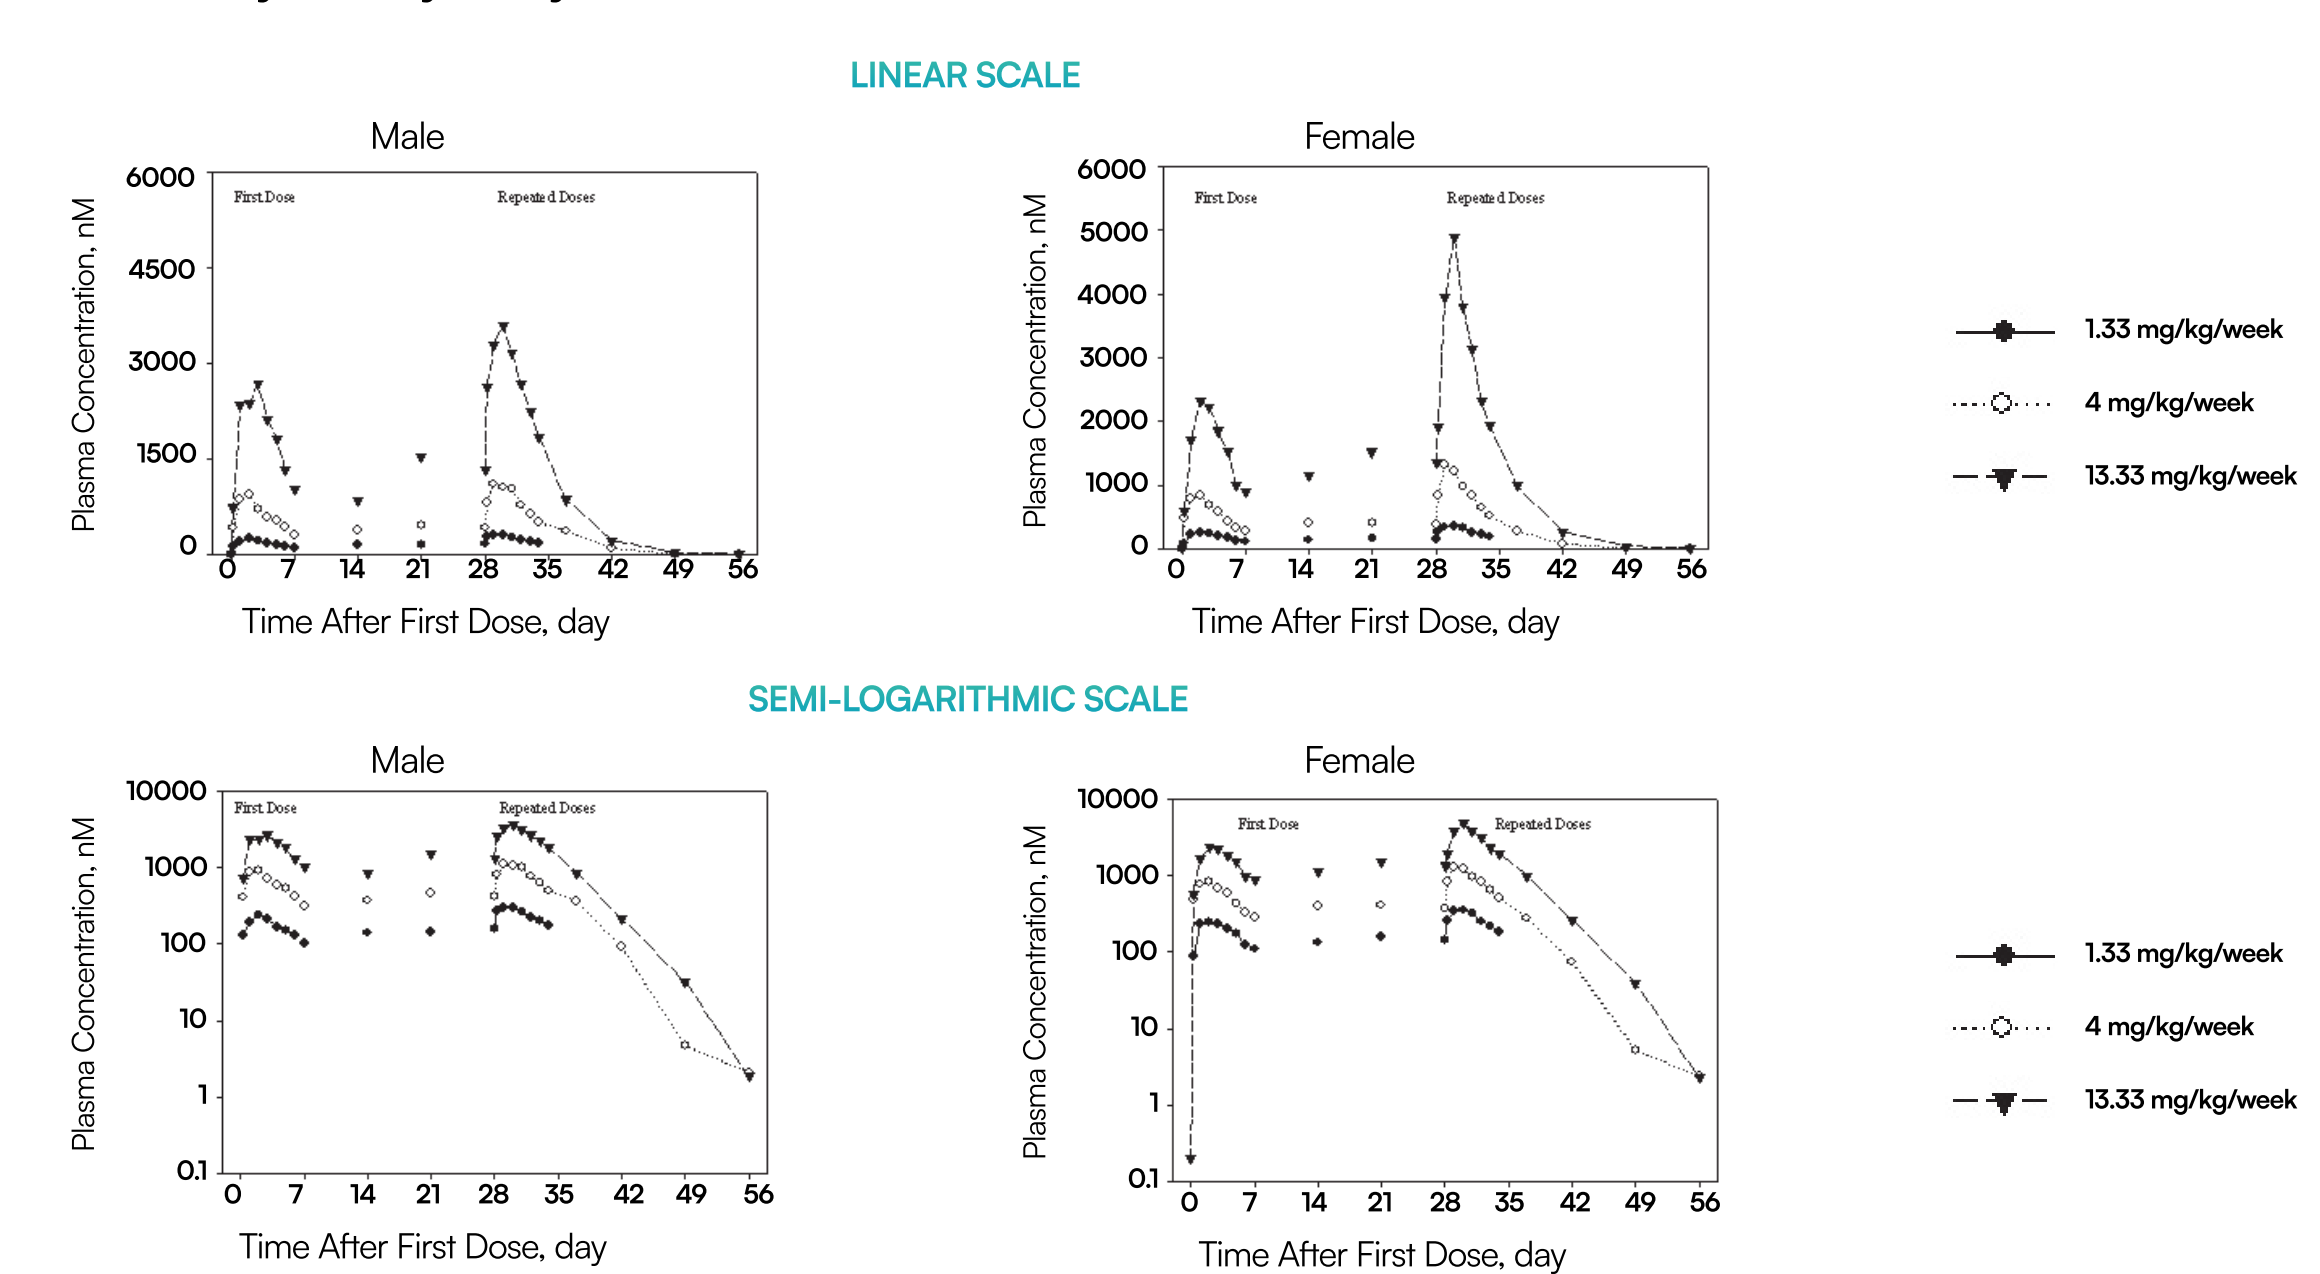 LINEAR SCALE
Male
Female
6000
4500
3000
1500
0
Plasma Concentration, nM
First Dose
Repeated Doses
0 7 14 21 28 35 42 49 56
Time After First Dose, day
6000
5000
4000
3000
2000
1000
0
Plasma Concentration, nM
First Dose
Repeated Doses
0 7 14 21 28 35 42 49 56
Time After First Dose, day
1.33 mg/kg/week
4 mg/kg/week
13.33 mg/kg/week
SEMI-LOGARITHMIC SCALE
Male
Female
10000
1000
100
10
1
0.1
Plasma Concentration, nM
First Dose
Repeated Doses
0 7 14 21 28 35 42 49 56
Time After First Dose, day
10000
1000
100
10
1
0.1
Plasma Concentration, nM
First Dose
Repeated Doses
0 7 14 21 28 35 42 49 56
Time After First Dose, day
1.33 mg/kg/week
4 mg/kg/week
13.33 mg/kg/week